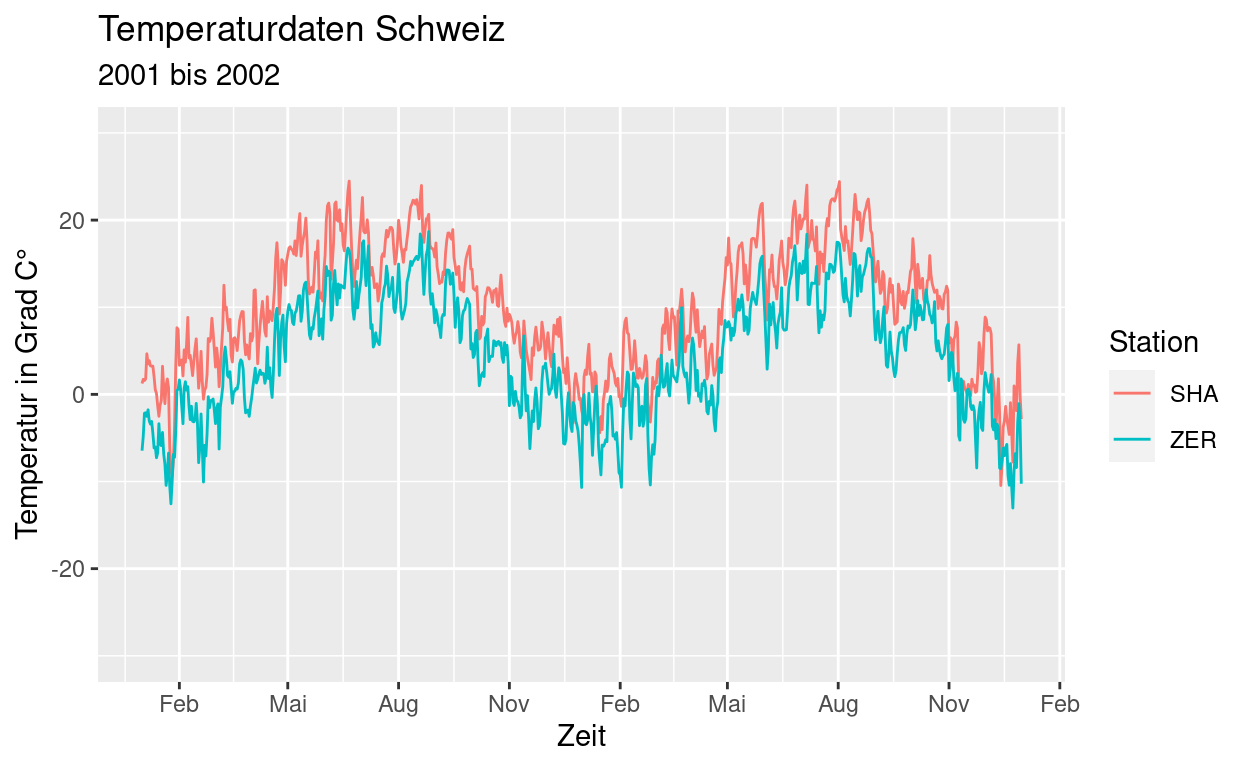 Temperaturdaten Schweiz
2001 bis 2002
Temperatur in Grad C°
20
0
-20
Feb Mai Aug Nov Feb Mai Aug Nov Feb
Zeit
Station
SHA
ZER